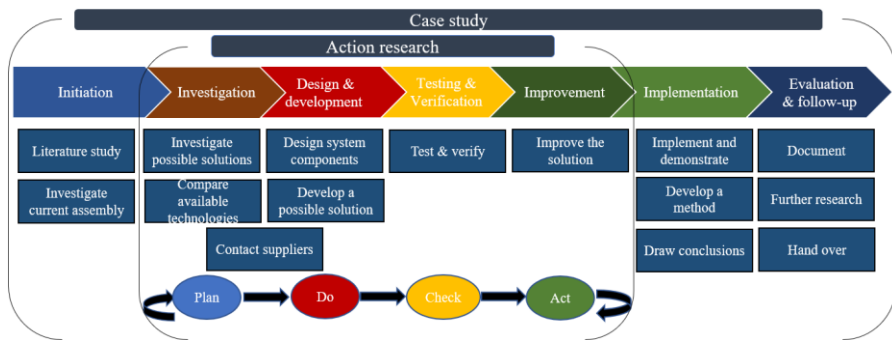 Case study
Action research
Initiation
Investigation
Design &
development
Testing &
Verification
Improvement
Implementation
Evaluation
& follow-up
Literature study
Investigate
possible solutions
Design system
components
Test & verify
Improve the
solution
Implement and
demonstrate
Document
Investigate
current assembly
Compare
available
technologies
Develop a
possible solution
Develop a
method
Further research
Contact suppliers
Draw conclusions
Hand over
Plan
Do
Check
Act